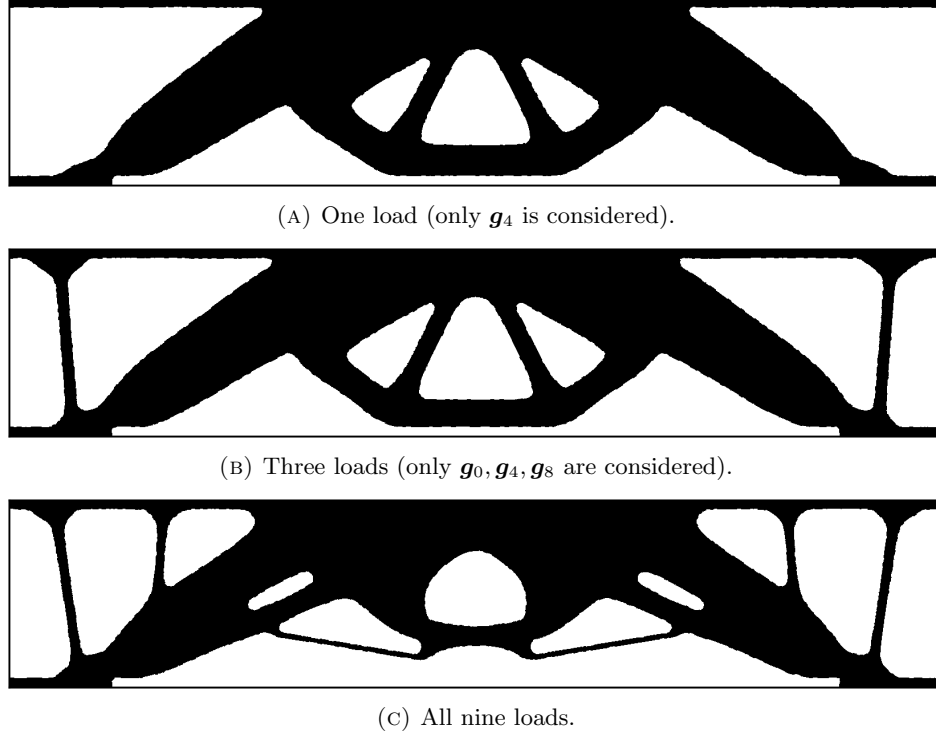 (A) One load (only g₄ is considered).
(B) Three loads (only g₀, g₄, g₈ are considered).
(C) All nine loads.